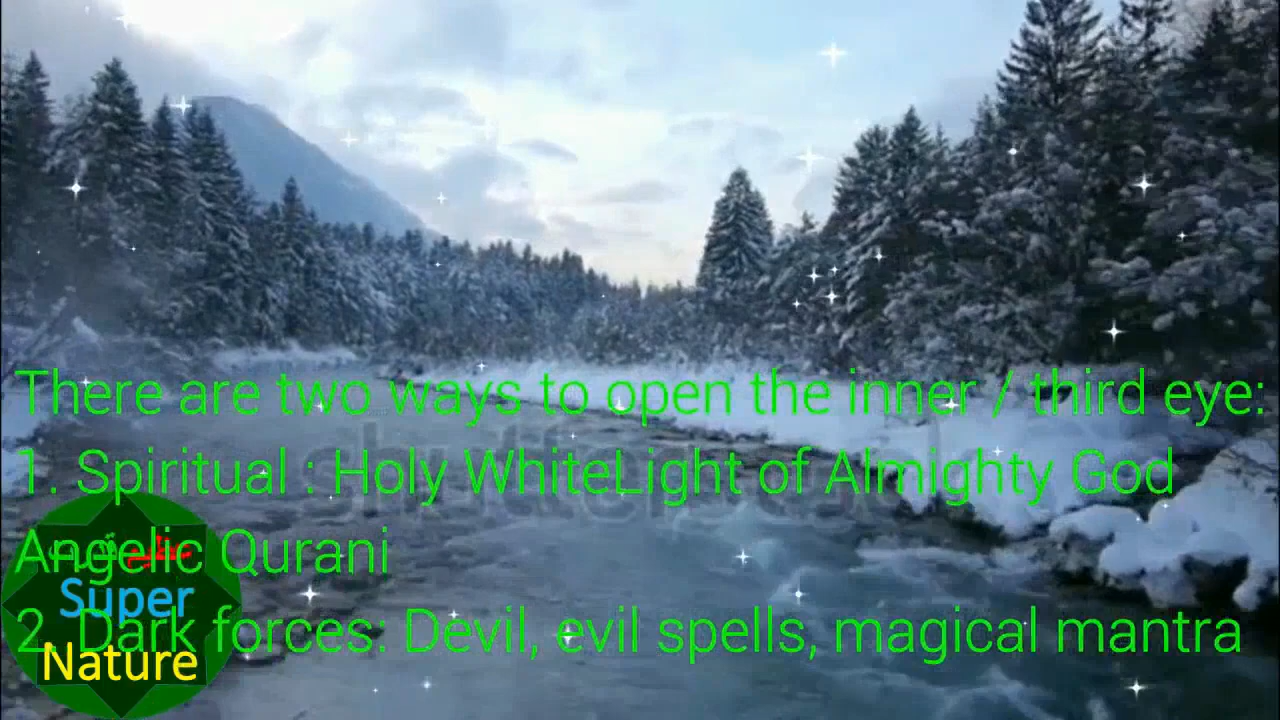 There are two ways to open the inner / third eye:
1. Spiritual : Holy WhiteLight of Almighty God
Angelic Qurani
2. Dark forces: Devil, evil spells, magical mantra
Super
Nature
shutterstock